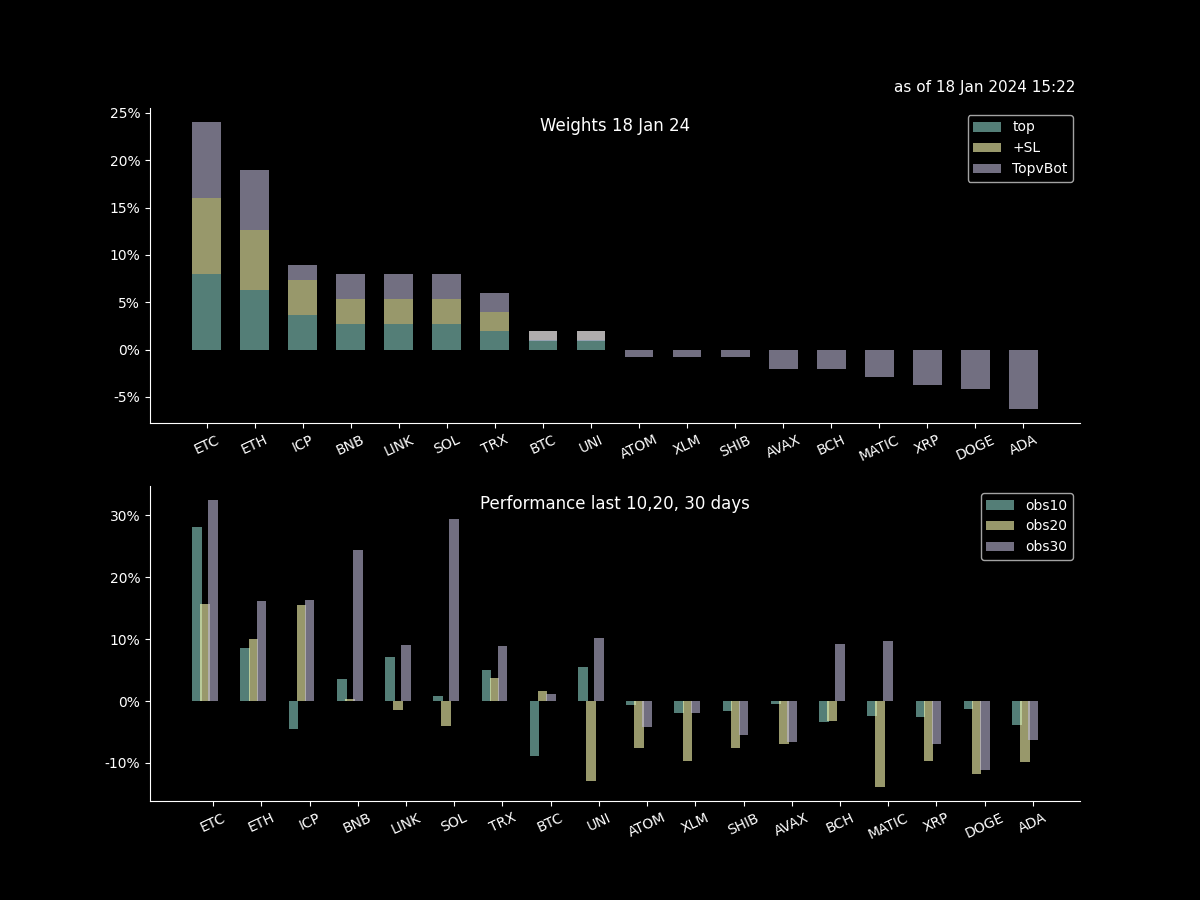 as of 18 Jan 2024 15:22
Weights 18 Jan 24
top
+SL
TopvBot
25%
20%
15%
10%
5%
0%
-5%
ETC ETH ICP BNB LINK SOL TRX BTC UNI ATOM XLM SHIB AVAX BCH MATIC XRP DOGE ADA
Performance last 10,20, 30 days
obs10
obs20
obs30
30%
20%
10%
0%
-10%
ETC ETH ICP BNB LINK SOL TRX BTC UNI ATOM XLM SHIB AVAX BCH MATIC XRP DOGE ADA